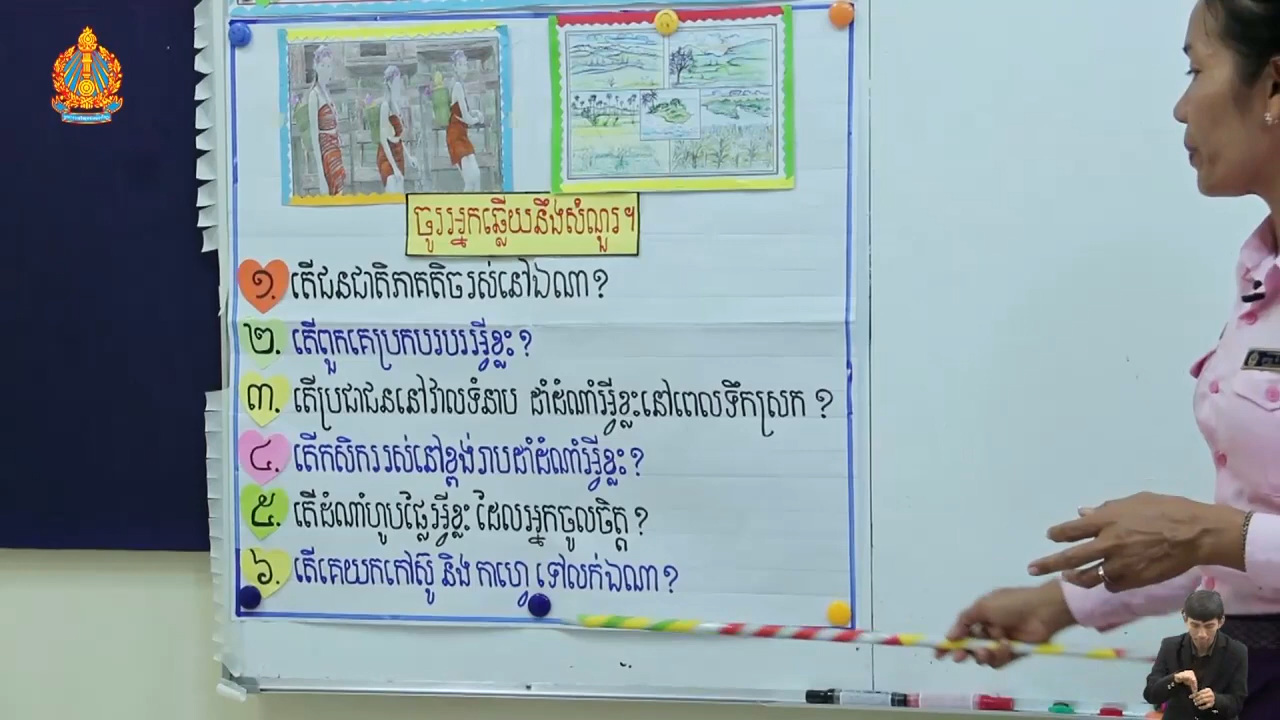 ចូរអ្នកឆ្លើយនឹងសំណួរ។
១. តើជនជាតិភាគតិចរស់នៅឯណា?
២. តើពួកគេប្រកបរបរអ្វីខ្លះ?
៣. តើប្រជាជននៅវាលទំនាប ដាំដំណាំអ្វីខ្លះនៅពេលទឹកស្រក ?
៤. តើកសិកររស់នៅខ្ពង់រាបដាំដំណាំអ្វីខ្លះ?
៥. តើដំណាំហូបផ្លែអ្វីខ្លះ ដែលអ្នកចូលចិត្ត?
៦. តើគេយកកៅស៊ូ និង កាហ្វេ ទៅលក់ឯណា?